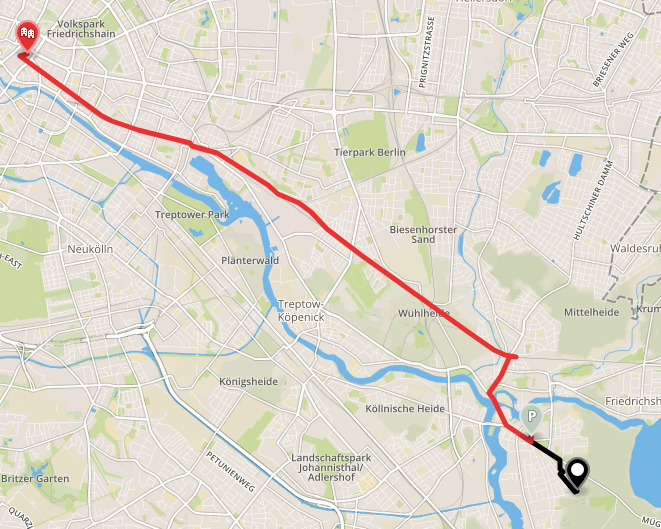 Volkspark
Friedrichshain
PRIGNITZSTRASSE
BRIESENER WEG
Tierpark Berlin
HULTSCHINER DAMM
Treptower Park
Biesenhorster
Sand
Neukölln
Waldesruh
Plänterwald
Treptow-
Köpenick
Wuhlheide
Mittelheide
Königsheide
Friedrichsh
Köllnische Heide
P
Landschaftspark
Johannisthal/
Adlershof
Britzer Garten
PETUNIENWEG